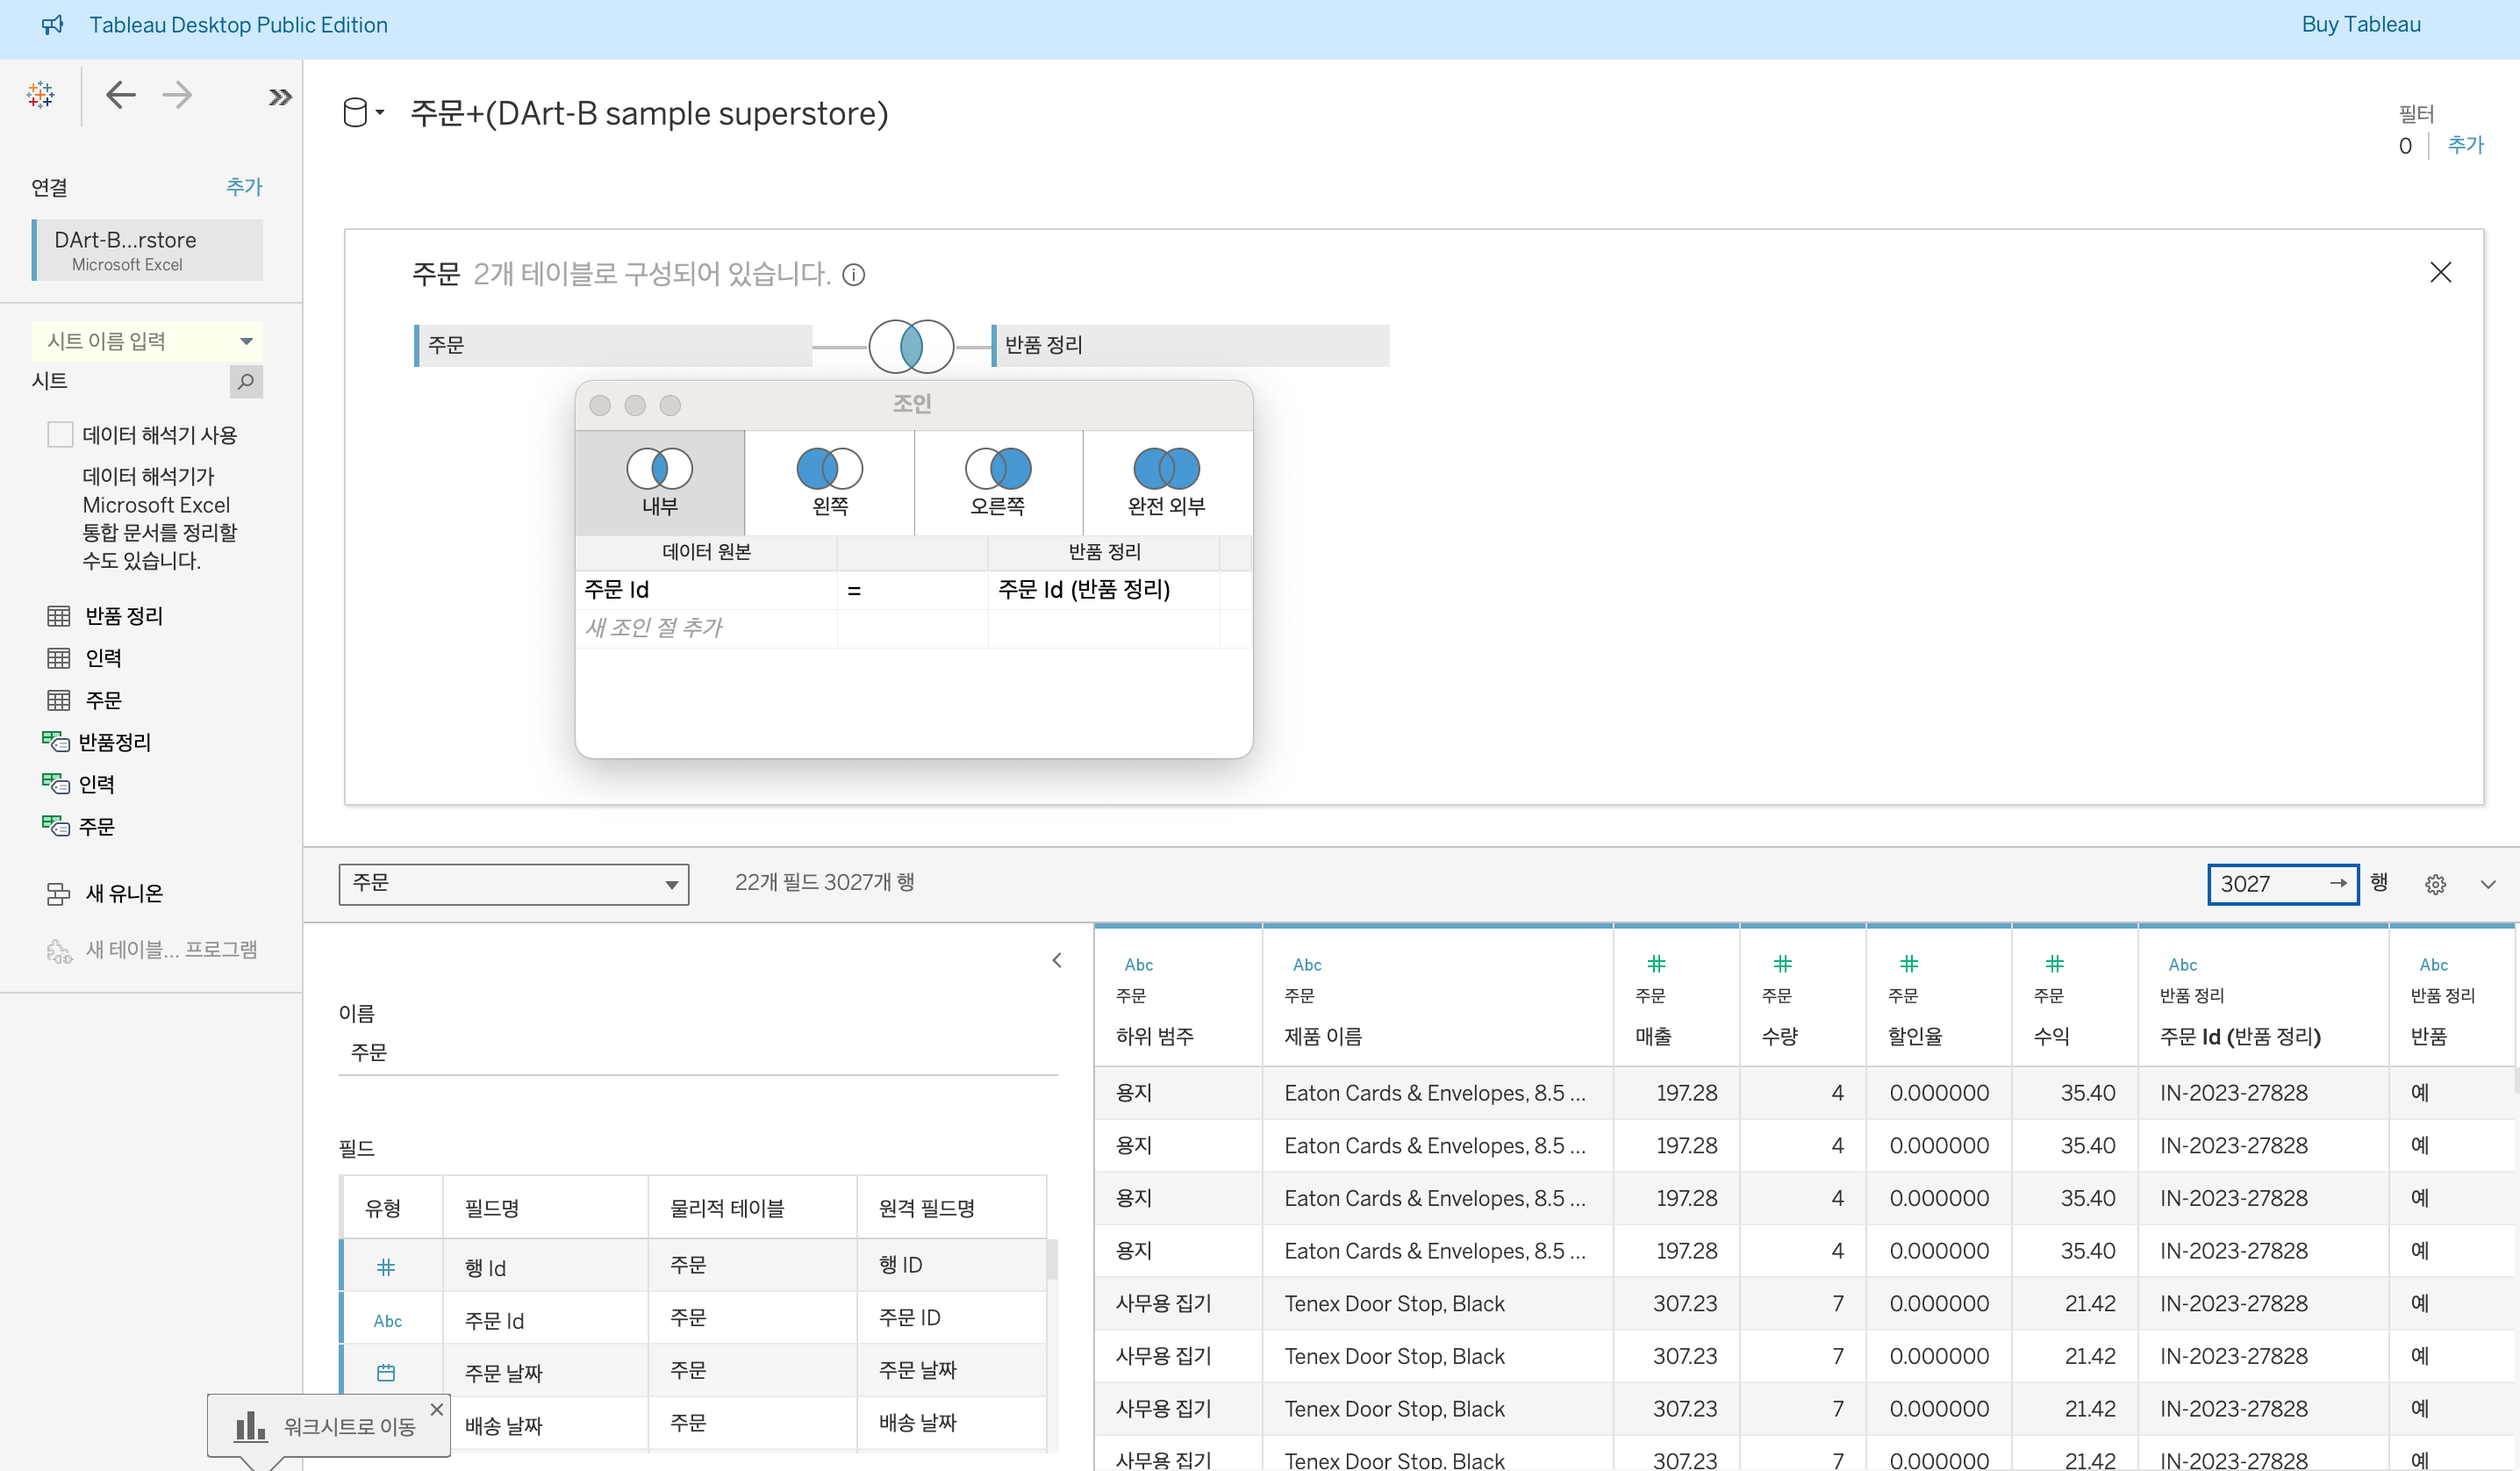 Tableau Desktop Public Edition
Buy Tableau
주문+(DArt-B sample superstore)
필터
0
추가
연결
추가
DArt-B...rstore
Microsoft Excel
시트 이름 입력
시트
데이터 해석기 사용
데이터 해석기가
Microsoft Excel
통합 문서를 정리할
수도 있습니다.
반품 정리
인력
주문
반품정리
인력
주문
새 유니온
새 테이블... 프로그램
주문 2개 테이블로 구성되어 있습니다.
주문
반품 정리
조인
내부 왼쪽 오른쪽 완전 외부
데이터 원본 반품 정리
주문 Id = 주문 Id (반품 정리)
새 조인 절 추가
주문
22개 필드 3027개 행
3027 → 행
이름
주문
필드
유형 필드명 물리적 테이블 원격 필드명
# 행 Id 주문 행 ID
Abc 주문 Id 주문 주문 ID
주문 날짜 주문 주문 날짜
배송 날짜 주문 배송 날짜
워크시트로 이동
Abc Abc # # # # Abc Abc
주문 주문 주문 주문 주문 주문 반품 정리 반품 정리
하위 범주 제품 이름 매출 수량 할인율 수익 주문 Id (반품 정리) 반품
용지 Eaton Cards & Envelopes, 8.5 ... 197.28 4 0.000000 35.40 IN-2023-27828 예
용지 Eaton Cards & Envelopes, 8.5 ... 197.28 4 0.000000 35.40 IN-2023-27828 예
용지 Eaton Cards & Envelopes, 8.5 ... 197.28 4 0.000000 35.40 IN-2023-27828 예
용지 Eaton Cards & Envelopes, 8.5 ... 197.28 4 0.000000 35.40 IN-2023-27828 예
사무용 집기 Tenex Door Stop, Black 307.23 7 0.000000 21.42 IN-2023-27828 예
사무용 집기 Tenex Door Stop, Black 307.23 7 0.000000 21.42 IN-2023-27828 예
사무용 집기 Tenex Door Stop, Black 307.23 7 0.000000 21.42 IN-2023-27828 예
사무용 집기 Tenex Door Stop, Black 307.23 7 0.000000 21.42 IN-2023-27828 예